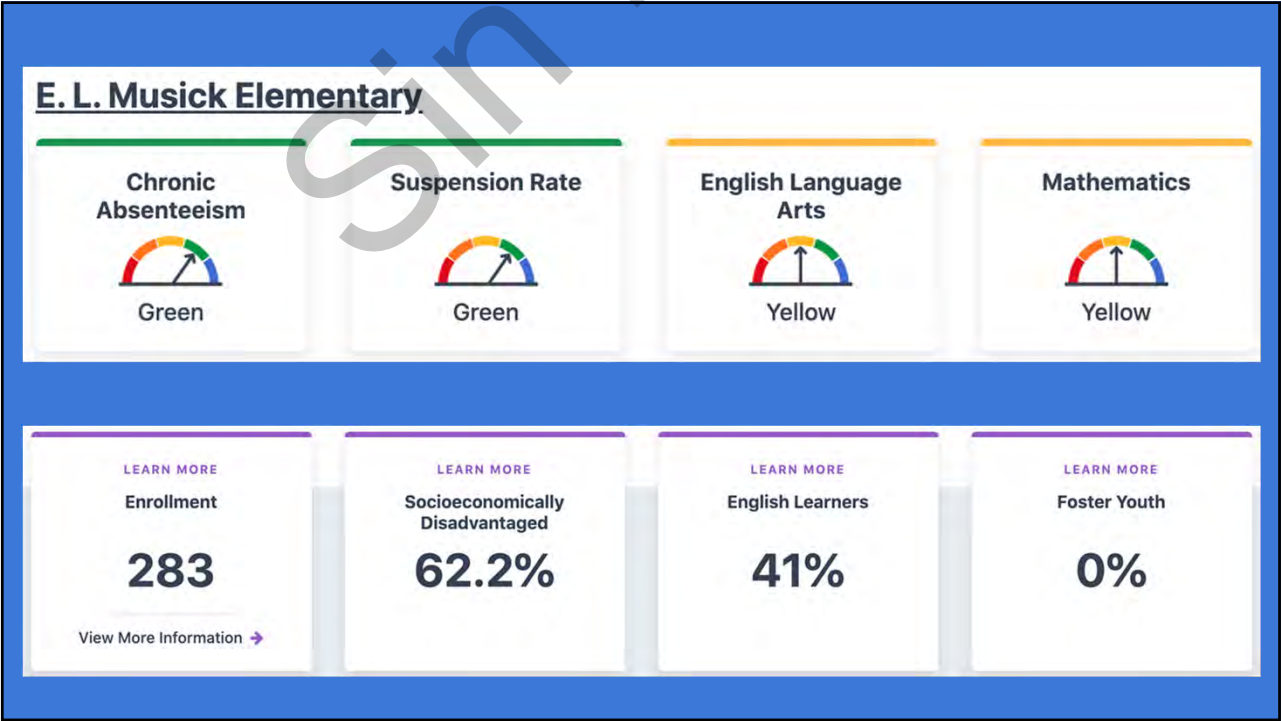 E. L. Musick Elementary
Chronic
Absenteeism
Green
Suspension Rate
Green
English Language
Arts
Yellow
Mathematics
Yellow
LEARN MORE
Enrollment
283
View More Information
LEARN MORE
Socioeconomically
Disadvantaged
62.2%
LEARN MORE
English Learners
41%
LEARN MORE
Foster Youth
0%
Sin